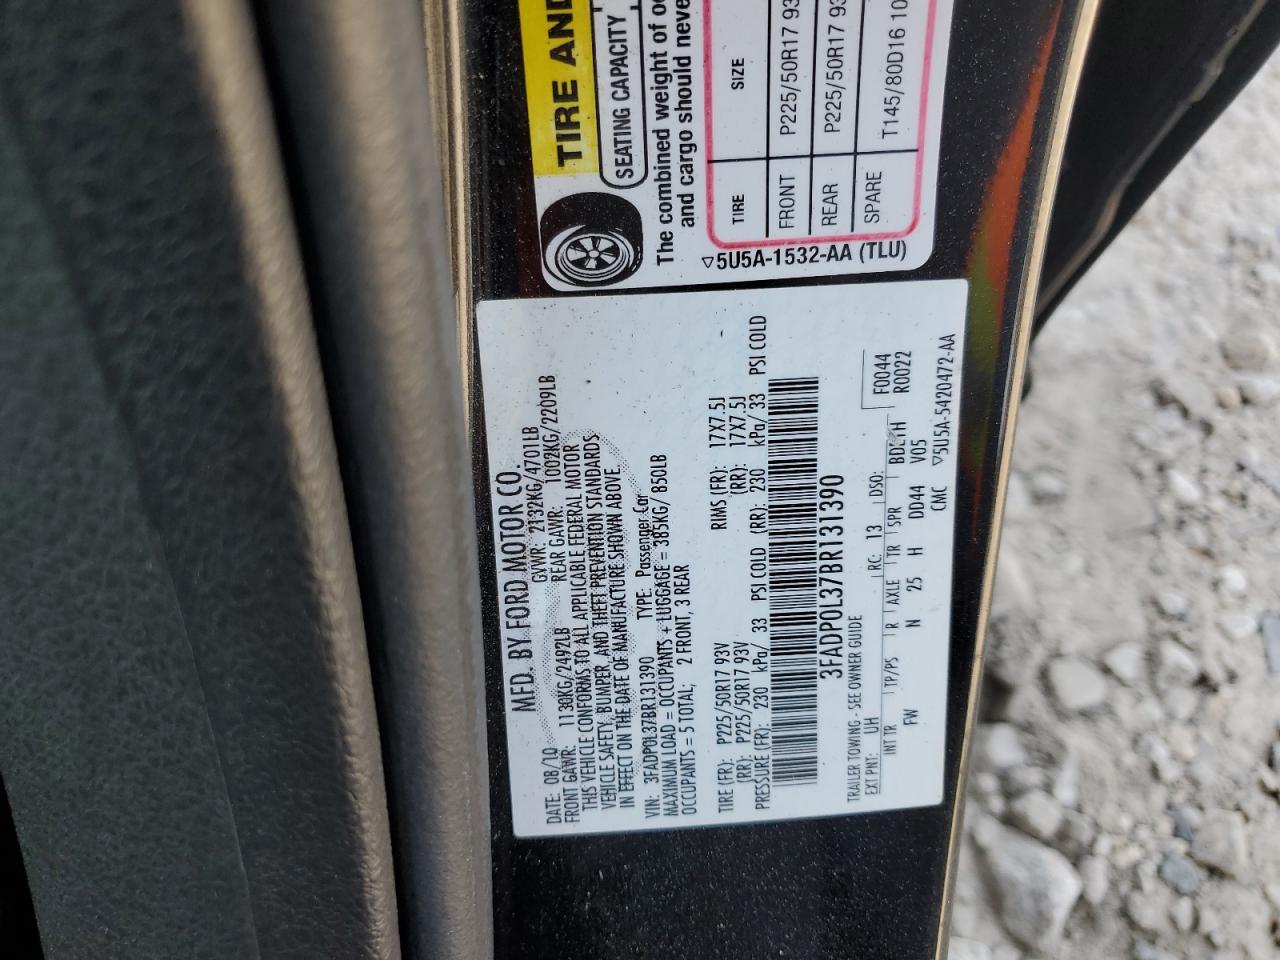 TIRE AND
SEATING CAPACITY
The combined weight of oc
and cargo should never
TIRE SIZE
FRONT P225/50R17 93
REAR P225/50R17 93
SPARE T145/80D16 10
▽5U5A-1532-AA (TLU)
MFD. BY FORD MOTOR CO.
DATE: 08/10 GVWR: 2132KG/4701LB
FRONT GAWR: 1130KG/2492LB REAR GAWR: 1002KG/2209LB
THIS VEHICLE CONFORMS TO ALL APPLICABLE FEDERAL MOTOR
VEHICLE SAFETY, BUMPER, AND THEFT PREVENTION STANDARDS
IN EFFECT ON THE DATE OF MANUFACTURE SHOWN ABOVE.
VIN: 3FADP0L37BR131390 TYPE: Passenger Car
MAXIMUM LOAD = OCCUPANTS + LUGGAGE = 385KG/ 850LB
OCCUPANTS = 5 TOTAL; 2 FRONT, 3 REAR
TIRE (FR): P225/50R17 93V RIMS (FR): 17X7.5J
(RR): P225/50R17 93V (RR): 17X7.5J
PRESSURE (FR): 230 kPa/ 33 PSI COLD (RR): 230 kPa/ 33 PSI COLD
3FADP0L37BR131390
TRAILER TOWING - SEE OWNER GUIDE
F0044
R0022
EXT PNT: UH RC: 13 DSO:
INT TR TP/PS R AXLE TR SPR
FW N 25 H DD44 V05
CMC ▽5U5A-5420472-AA